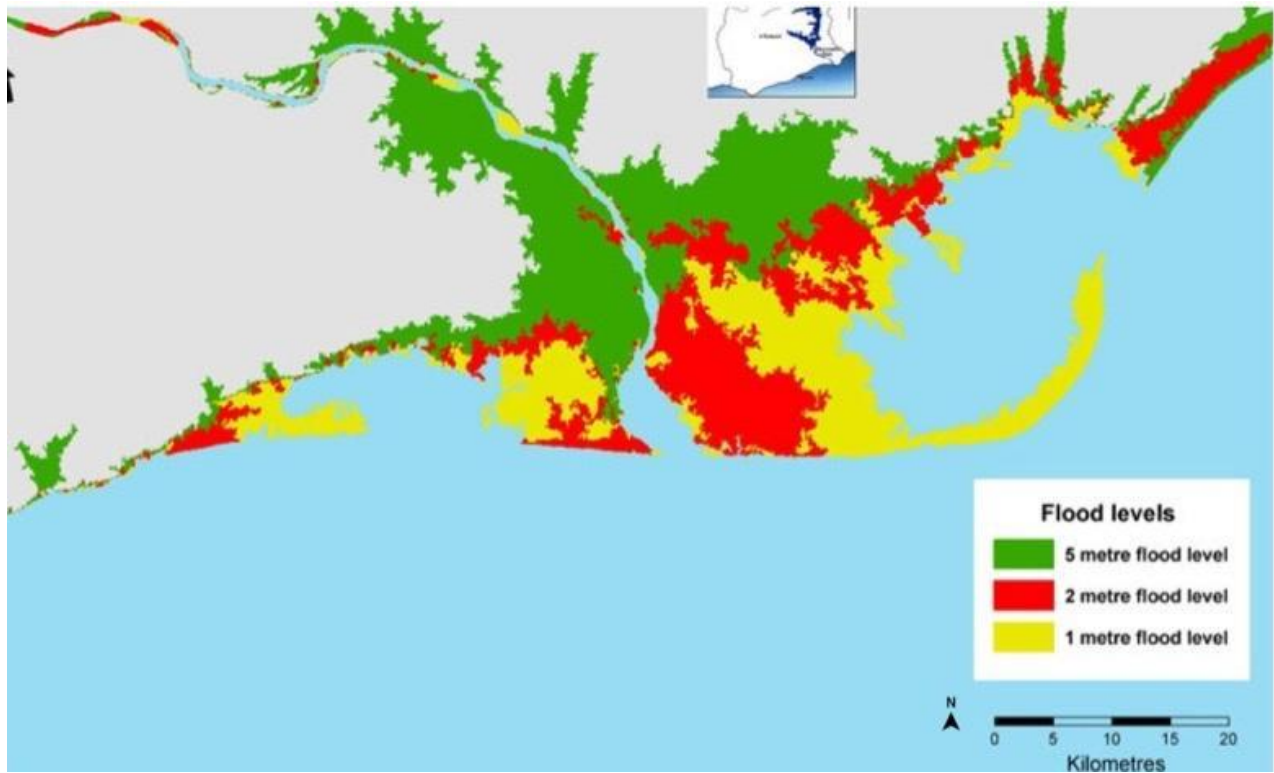 Flood levels
5 metre flood level
2 metre flood level
1 metre flood level
N
0 5 10 15 20
Kilometres